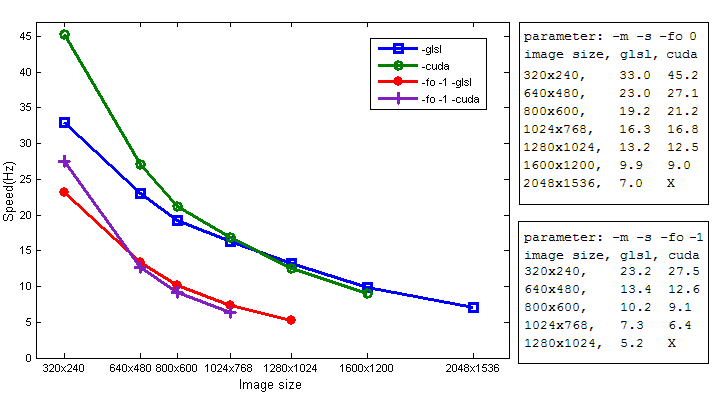 45
40
35
30
25
20
15
10
5
0
Speed(Hz)
320x240 640x480 800x600 1024x768 1280x1024 1600x1200 2048x1536
Image size
-glsl
-cuda
-fo -1 -glsl
-fo -1 -cuda
parameter: -m -s -fo 0
image size, glsl, cuda
320x240, 33.0 45.2
640x480, 23.0 27.1
800x600, 19.2 21.2
1024x768, 16.3 16.8
1280x1024, 13.2 12.5
1600x1200, 9.9 9.0
2048x1536, 7.0 X
parameter: -m -s -fo -1
image size, glsl, cuda
320x240, 23.2 27.5
640x480, 13.4 12.6
800x600, 10.2 9.1
1024x768, 7.3 6.4
1280x1024, 5.2 X